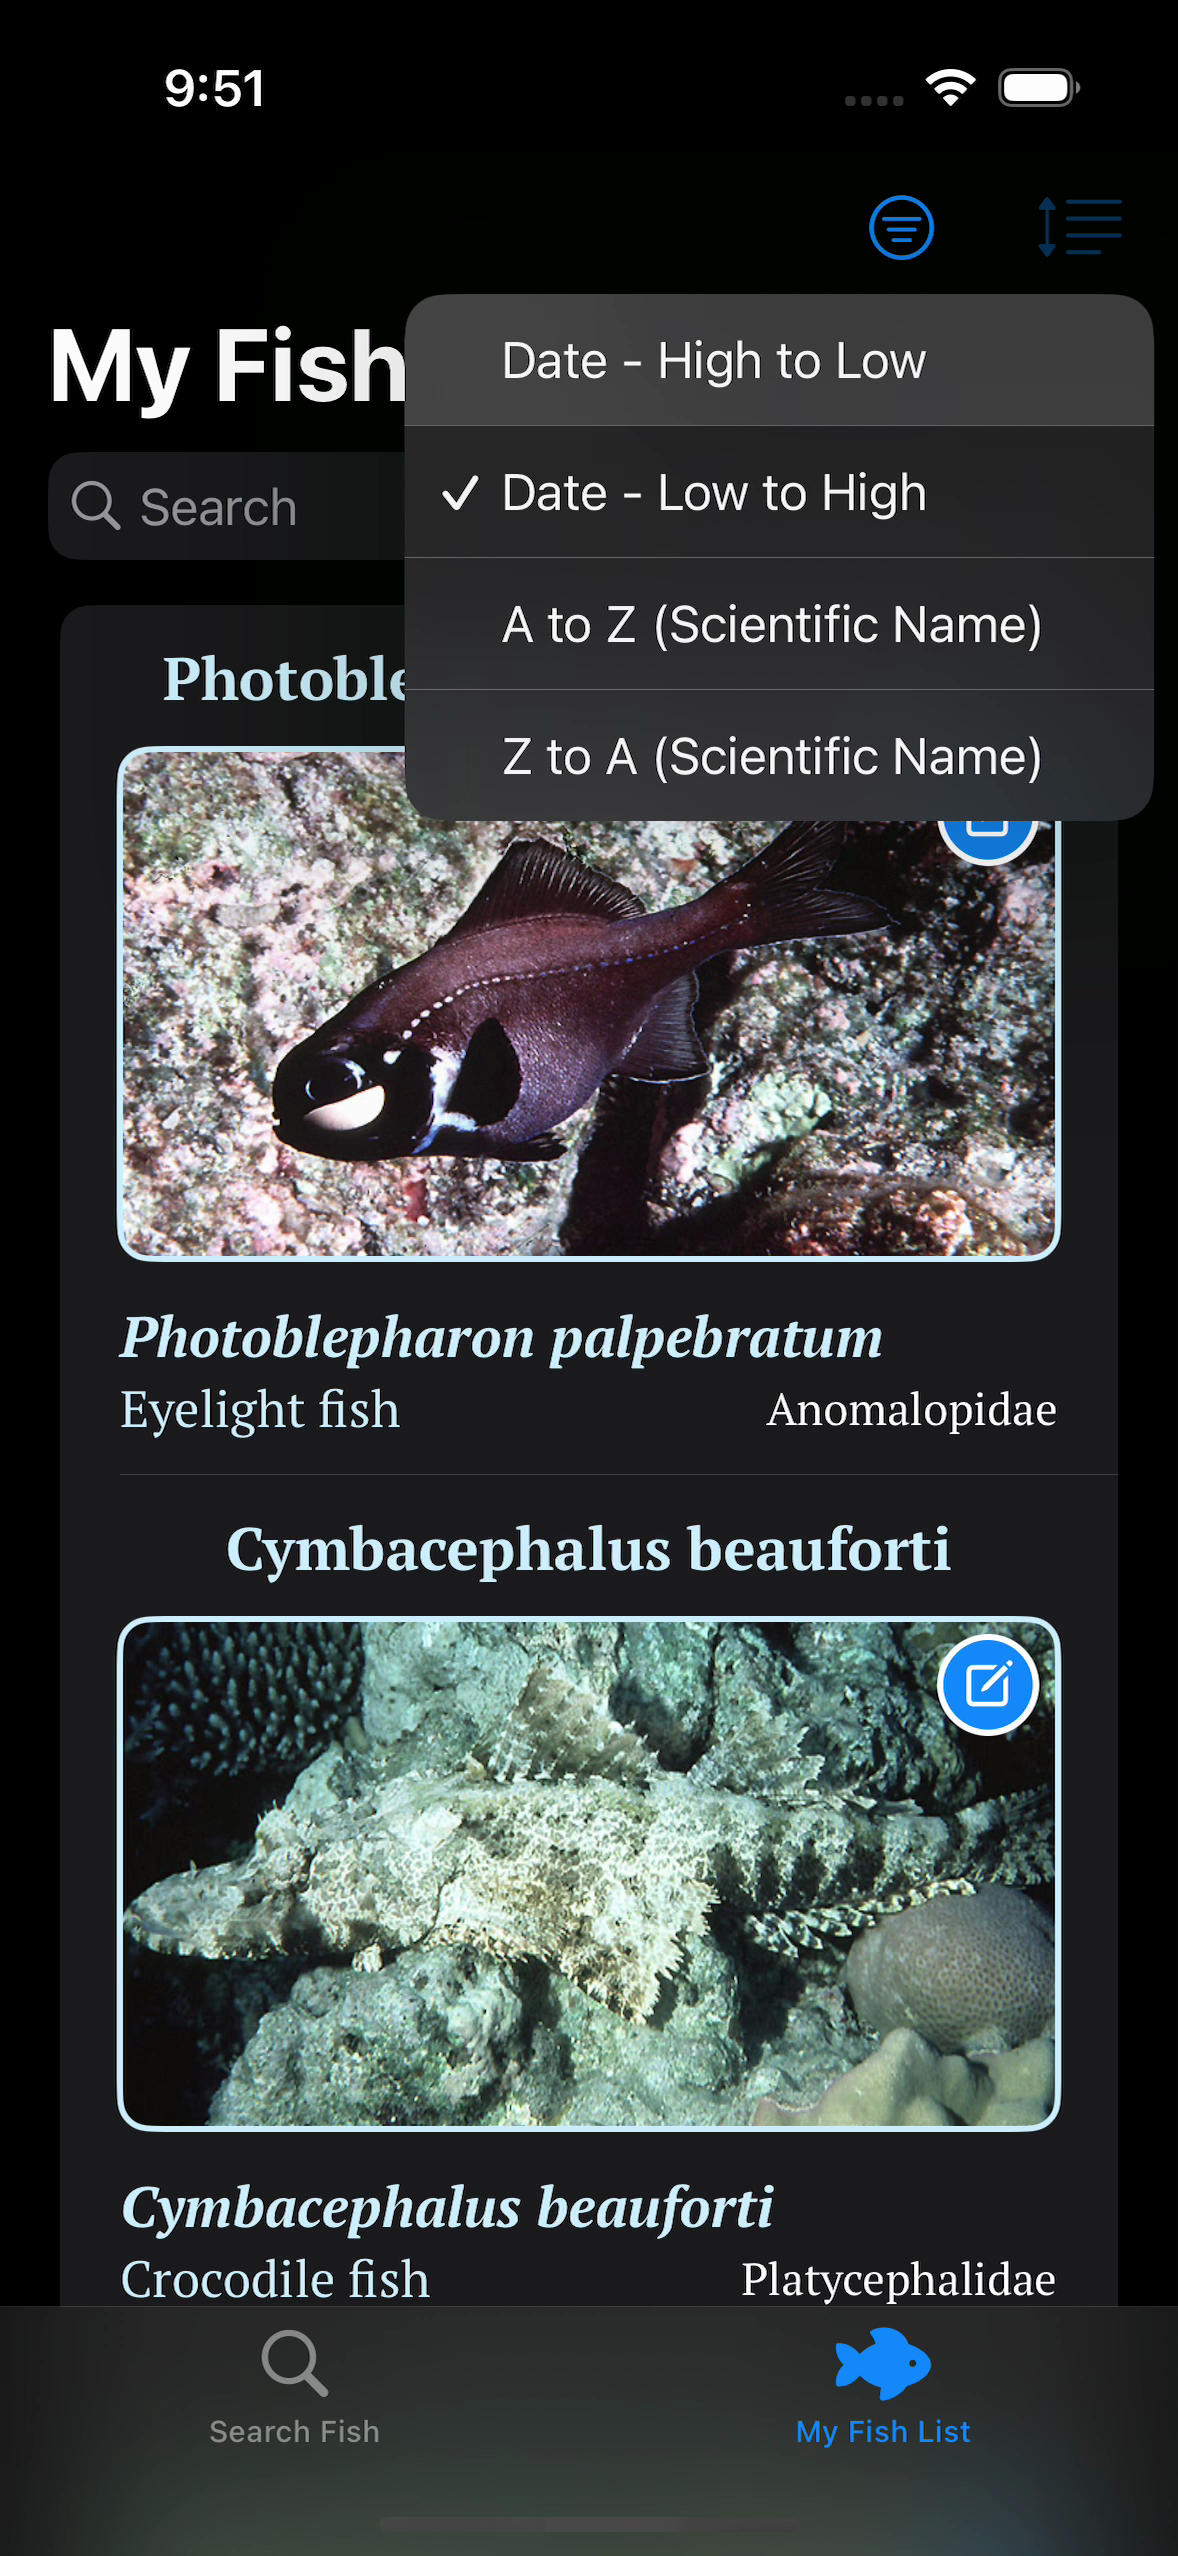 9:51
My Fish
Date - High to Low
Search
Date - Low to High
A to Z (Scientific Name)
Z to A (Scientific Name)
Photoblepharon palpebratum
Eyelight fish
Anomalopidae
Cymbacephalus beauforti
Cymbacephalus beauforti
Crocodile fish
Platycephalidae
Search Fish
My Fish List